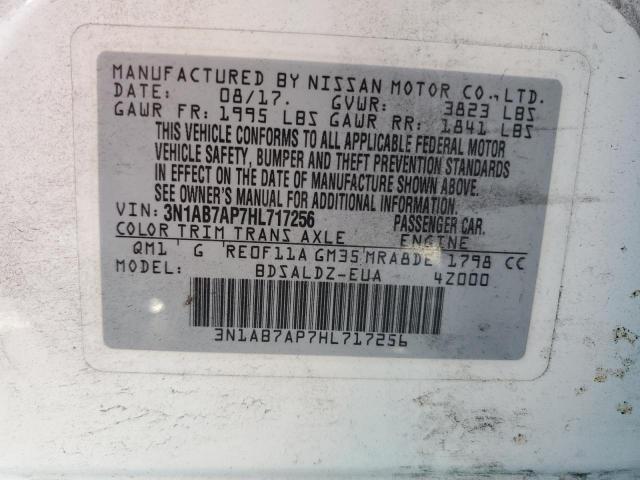 MANUFACTURED BY NISSAN MOTOR CO., LTD.
DATE: 08/17. GVWR: 3823 LBS
GAWR FR: 1995 LBS GAWR RR: 1841 LBS
THIS VEHICLE CONFORMS TO ALL APPLICABLE FEDERAL MOTOR
VEHICLE SAFETY, BUMPER AND THEFT PREVENTION STANDARDS
IN EFFECT ON THE DATE OF MANUFACTURE SHOWN ABOVE.
SEE OWNER'S MANUAL FOR ADDITIONAL INFORMATION.
VIN: 3N1AB7AP7HL717256 PASSENGER CAR.
COLOR TRIM TRANS AXLE ENGINE
QM1 G RE0F11A GM35 MRA8DE 1798 CC
MODEL: BDSALDZ-EUA 4Z000
3N1AB7AP7HL717256